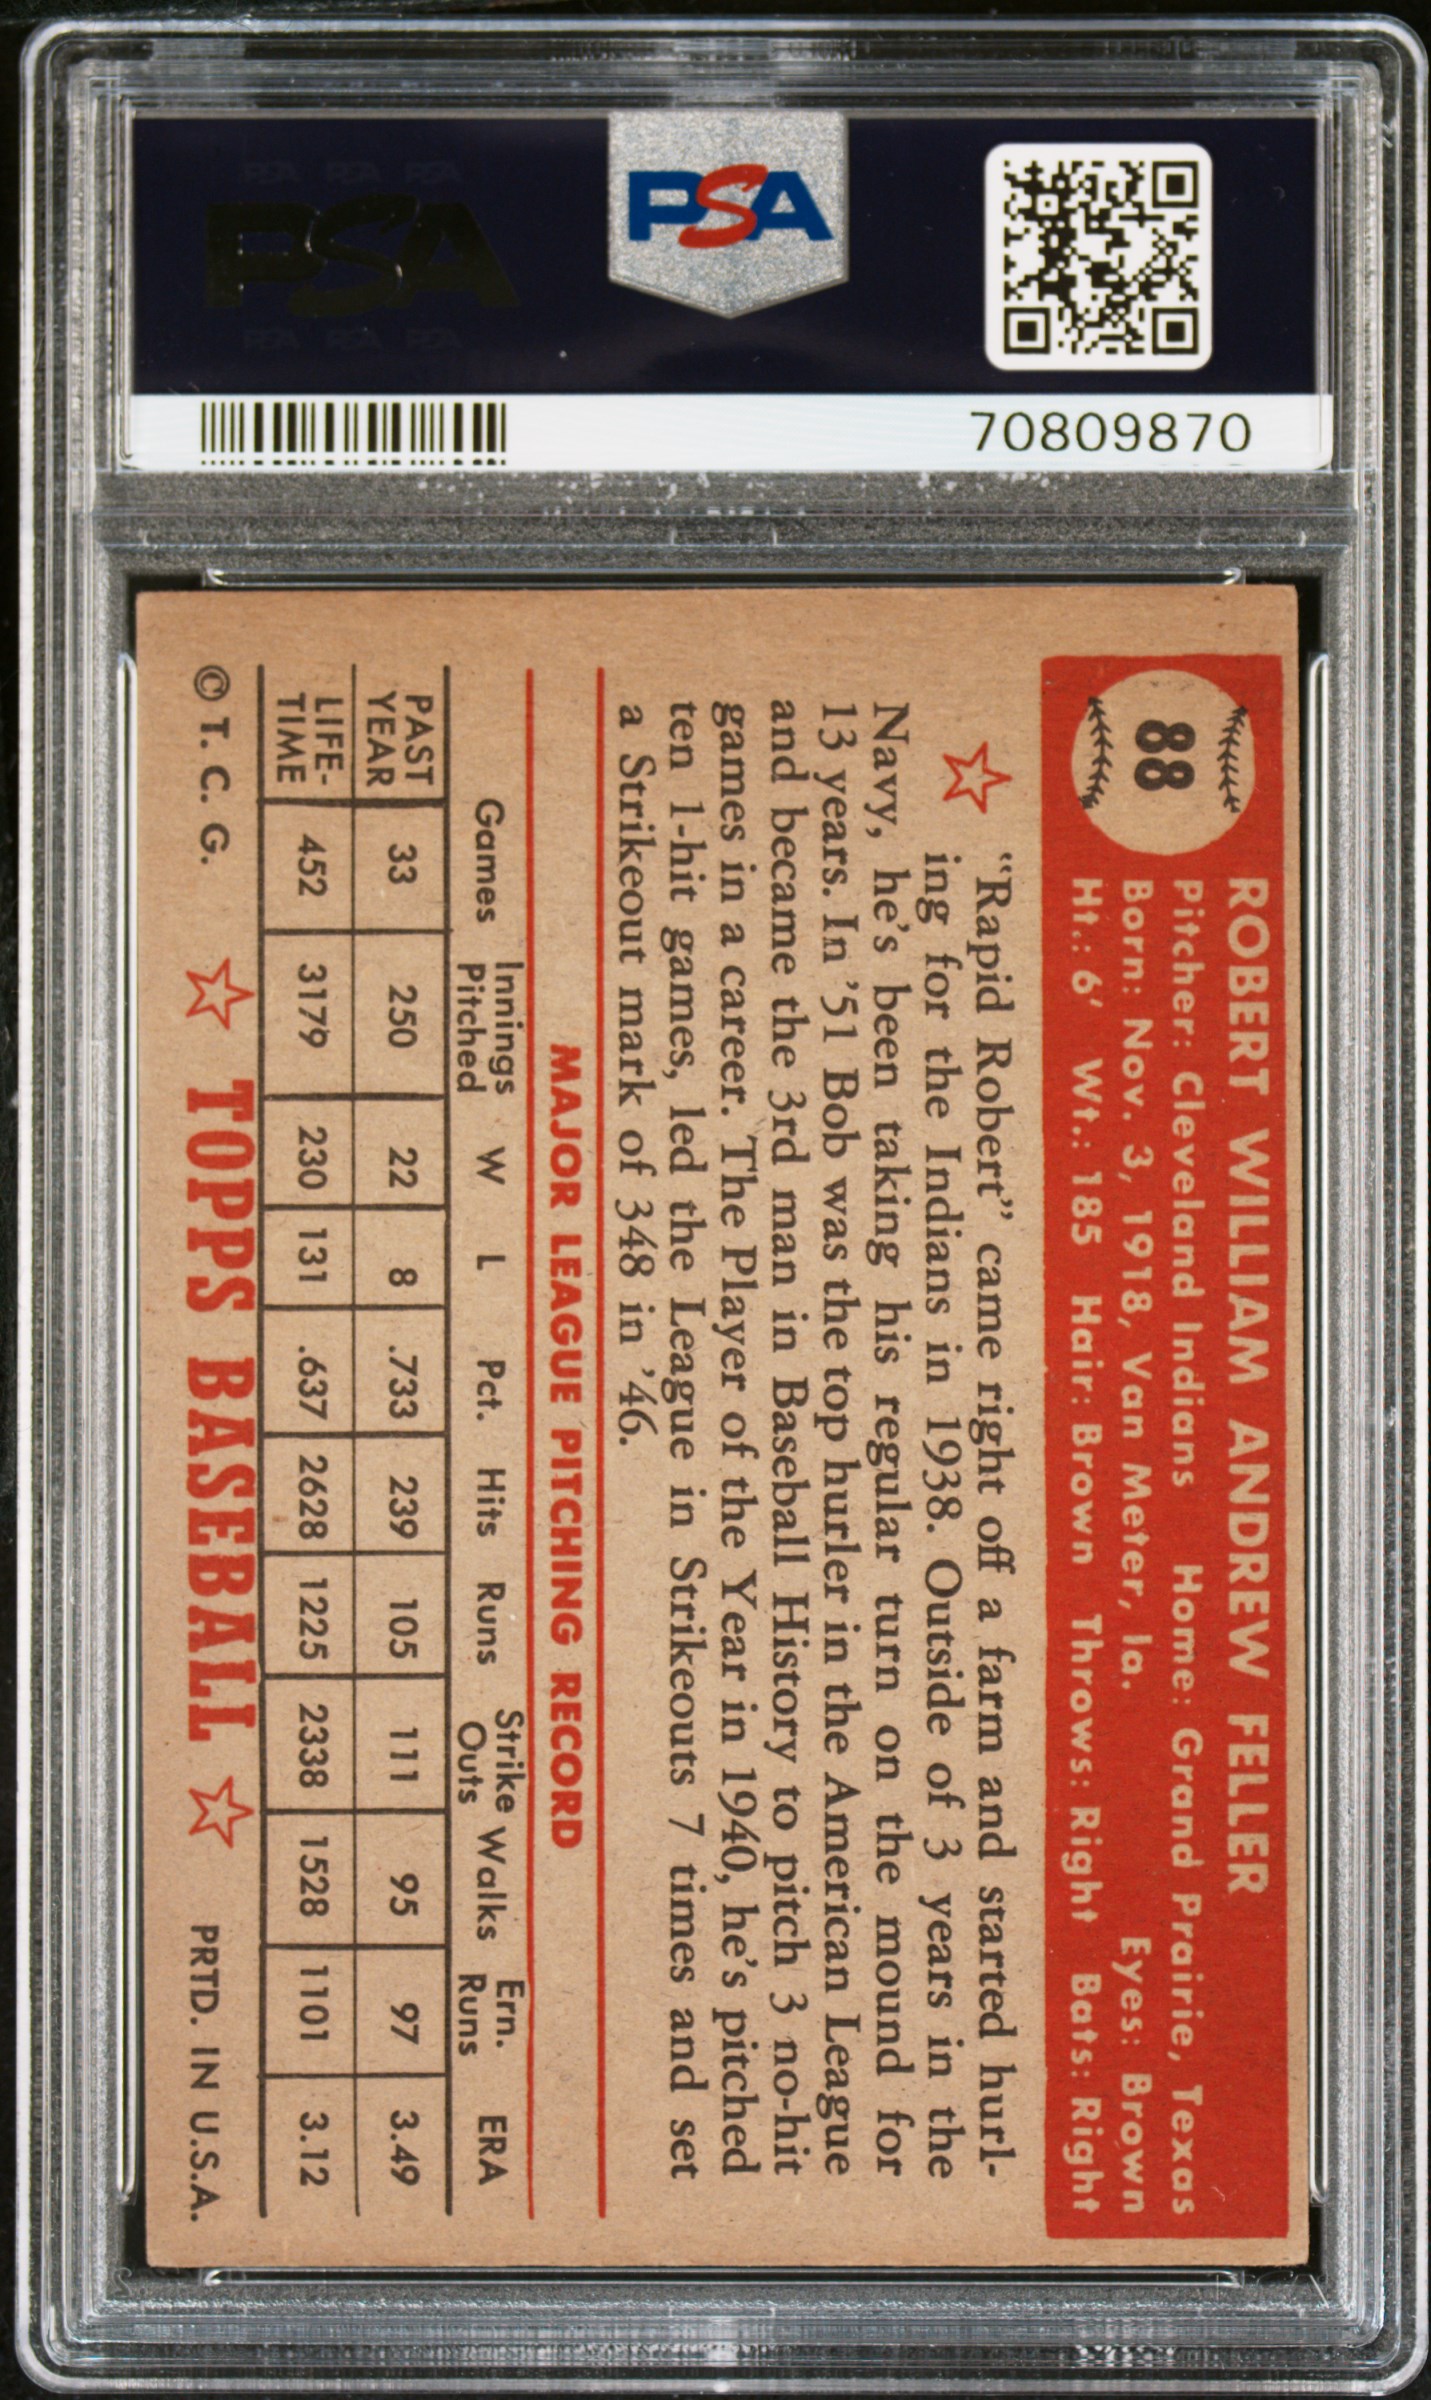 PSA
PSA
70809870
88
ROBERT WILLIAM ANDREW FELLER
Pitcher: Cleveland Indians Home: Grand Prairie, Texas
Born: Nov. 3, 1918, Van Meter, Ia. Eyes: Brown
Ht.: 6' Wt.: 185 Hair: Brown Throws: Right Bats: Right
"Rapid Robert" came right off a farm and started hurl-
ing for the Indians in 1938. Outside of 3 years in the
Navy, he's been taking his regular turn on the mound for
13 years. In '51 Bob was the top hurler in the American League
and became the 3rd man in Baseball History to pitch 3 no-hit
games in a career. The Player of the Year in 1940, he's pitched
ten 1-hit games, led the League in Strikeouts 7 times and set
a Strikeout mark of 348 in '46.
MAJOR LEAGUE PITCHING RECORD
Games Innings Pitched W L Pct. Hits Runs Strike Outs Walks Ern. Runs ERA
PAST YEAR 33 250 22 8 .733 239 105 111 95 97 3.49
LIFE-TIME 452 3179 230 131 .637 2628 1225 2338 1528 1101 3.12
© T. C. G. TOPPS BASEBALL PRTD. IN U.S.A.